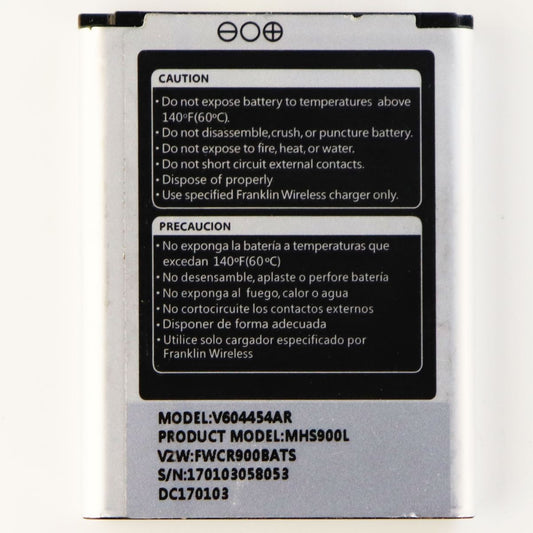 CAUTION
• Do not expose battery to temperatures above
140ºF(60ºC).
• Do not disassemble,crush, or puncture battery.
• Do not expose to fire, heat, or water.
• Do not short circuit external contacts.
• Dispose of properly
• Use specified Franklin Wireless charger only.
PRECAUCION
• No exponga la batería a temperaturas que
excedan 140ºF(60ºC)
• No desensamble, aplaste o perfore batería
• No exponga al fuego, calor o agua
• No cortocircuite los contactos externos
• Disponer de forma adecuada
• Utilice solo cargador especificado por
Franklin Wireless
MODEL:V604454AR
PRODUCT MODEL:MHS900L
V2W:FWCR900BATS
S/N:170103058053
DC170103